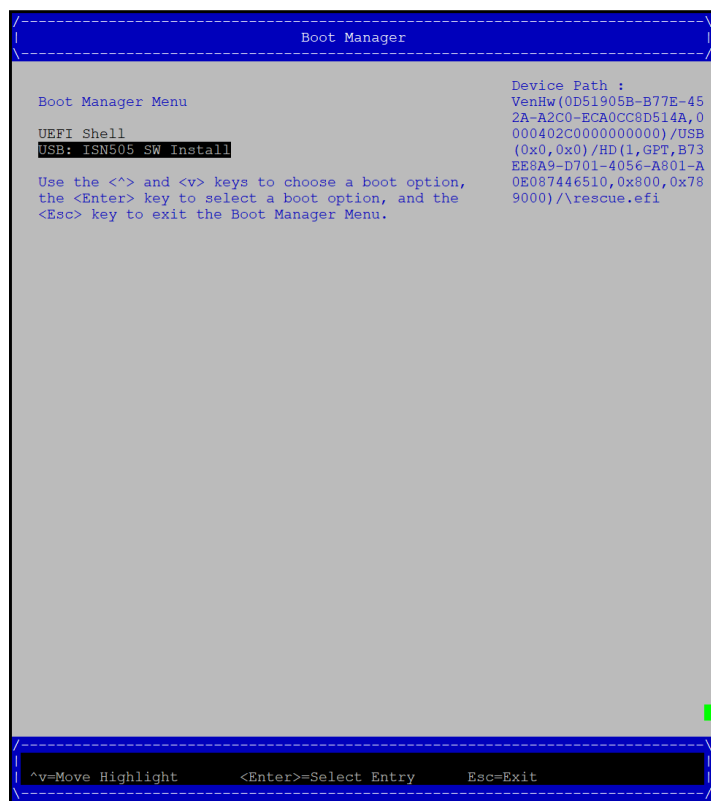 /----------------------------------------------------------------------------\
| Boot Manager |
\----------------------------------------------------------------------------/
Boot Manager Menu
UEFI Shell
USB: ISN505 SW Install
Use the <^> and <v> keys to choose a boot option,
the <Enter> key to select a boot option, and the
<Esc> key to exit the Boot Manager Menu.
Device Path :
VenHw(0D51905B-B77E-45
2A-A2C0-ECA0CC8D514A,0
000402C0000000000)/USB
(0x0,0x0)/HD(1,GPT,B73
EE8A9-D701-4056-A801-A
0E087446510,0x800,0x78
9000)/\rescue.efi
/----------------------------------------------------------------------------\
| |
| ^v=Move Highlight <Enter>=Select Entry Esc=Exit |
\----------------------------------------------------------------------------/